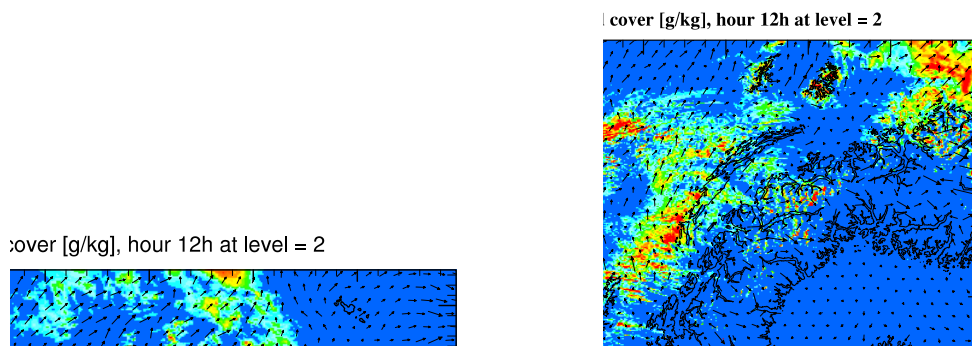 cover [g/kg], hour 12h at level = 2
cover [g/kg], hour 12h at level = 2